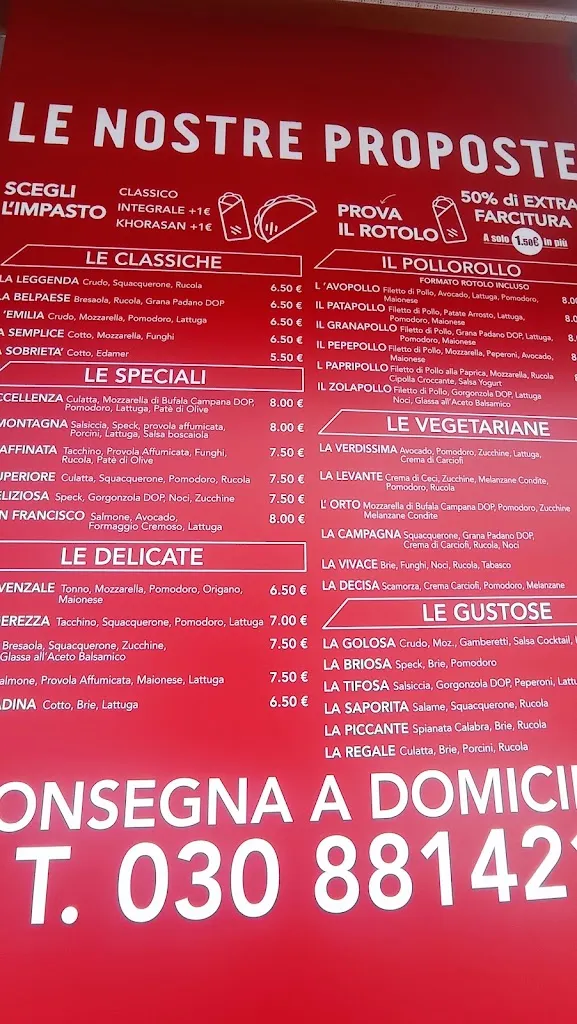 LE NOSTRE PROPOSTE
SCEGLI
L'IMPASTO
CLASSICO
INTEGRALE +1€
KHORASAN +1€
PROVA
IL ROTOLO
50% di EXTRA
FARCITURA
A solo 1.50€ in più
LE CLASSICHE
LA LEGGENDA Crudo, Squacquerone, Rucola 6.50 €
LA BELPAESE Bresaola, Rucola, Grana Padano DOP 6.50 €
L'EMILIA Crudo, Mozzarella, Pomodoro, Lattuga 6.50 €
A SEMPLICE Cotto, Mozzarella, Funghi 6.50 €
A SOBRIETA' Cotto, Edamer 5.50 €
LE SPECIALI
CCELLENZA Culatta, Mozzarella di Bufala Campana DOP, 8.00 €
Pomodoro, Lattuga, Patè di Olive
MONTAGNA Salsiccia, Speck, provola affumicata, 8.00 €
Porcini, Lattuga, Salsa boscaiola
AFFINATA Tacchino, Provola Affumicata, Funghi, 7.50 €
Rucola, Patè di Olive
UPERIORE Culatta, Squacquerone, Pomodoro, Rucola 7.50 €
ELIZIOSA Speck, Gorgonzola DOP, Noci, Zucchine 7.50 €
N FRANCISCO Salmone, Avocado, 8.00 €
Formaggio Cremoso, Lattuga
LE DELICATE
VENZALE Tonno, Mozzarella, Pomodoro, Origano, 6.50 €
Maionese
EREZZA Tacchino, Squacquerone, Pomodoro, Lattuga 7.00 €
Bresaola, Squacquerone, Zucchine, 7.50 €
Glassa all'Aceto Balsamico
almone, Provola Affumicata, Maionese, Lattuga 7.50 €
ADINA Cotto, Brie, Lattuga 6.50 €
IL POLLOROLLO
FORMATO ROTOLO INCLUSO
L'AVOPOLLO Filetto di Pollo, Avocado, Lattuga, Pomodoro, 8.00
Maionese
IL PATAPOLLO Filetto di Pollo, Patate Arrosto, Lattuga, 8.0
Pomodoro, Maionese
IL GRANAPOLLO Filetto di Pollo, Grana Padano DOP, Lattuga, 8.
Pomodoro, Maionese
IL PEPEPOLLO Filetto di Pollo, Mozzarella, Peperoni, Avocado, 8
Maionese
IL PAPRIPOLLO Filetto di Pollo alla Paprica, Mozzarella, Rucola
Cipolla Croccante, Salsa Yogurt
IL ZOLAPOLLO Filetto di Pollo, Gorgonzola DOP, Lattuga
Noci, Glassa all'Aceto Balsamico
LE VEGETARIANE
LA VERDISSIMA Avocado, Pomodoro, Zucchine, Lattuga,
Crema di Carciofi
LA LEVANTE Crema di Ceci, Zucchine, Melanzane Condite,
Pomodoro, Rucola
L' ORTO Mozzarella di Bufala Campana DOP, Pomodoro, Zucchine
Melanzane Condite
LA CAMPAGNA Squacquerone, Grana Padano DOP,
Crema di Carciofi, Rucola, Noci
LA VIVACE Brie, Funghi, Noci, Rucola, Tabasco
LA DECISA Scamorza, Crema Carciofi, Pomodoro, Melanzane
LE GUSTOSE
LA GOLOSA Crudo, Moz., Gamberetti, Salsa Cocktail,
LA BRIOSA Speck, Brie, Pomodoro
LA TIFOSA Salsiccia, Gorgonzola DOP, Peperoni, Lattu
LA SAPORITA Salame, Squacquerone, Rucola
LA PICCANTE Spianata Calabra, Brie, Rucola
LA REGALE Culatta, Brie, Porcini, Rucola
ONSEGNA A DOMICI
T. 030 881421